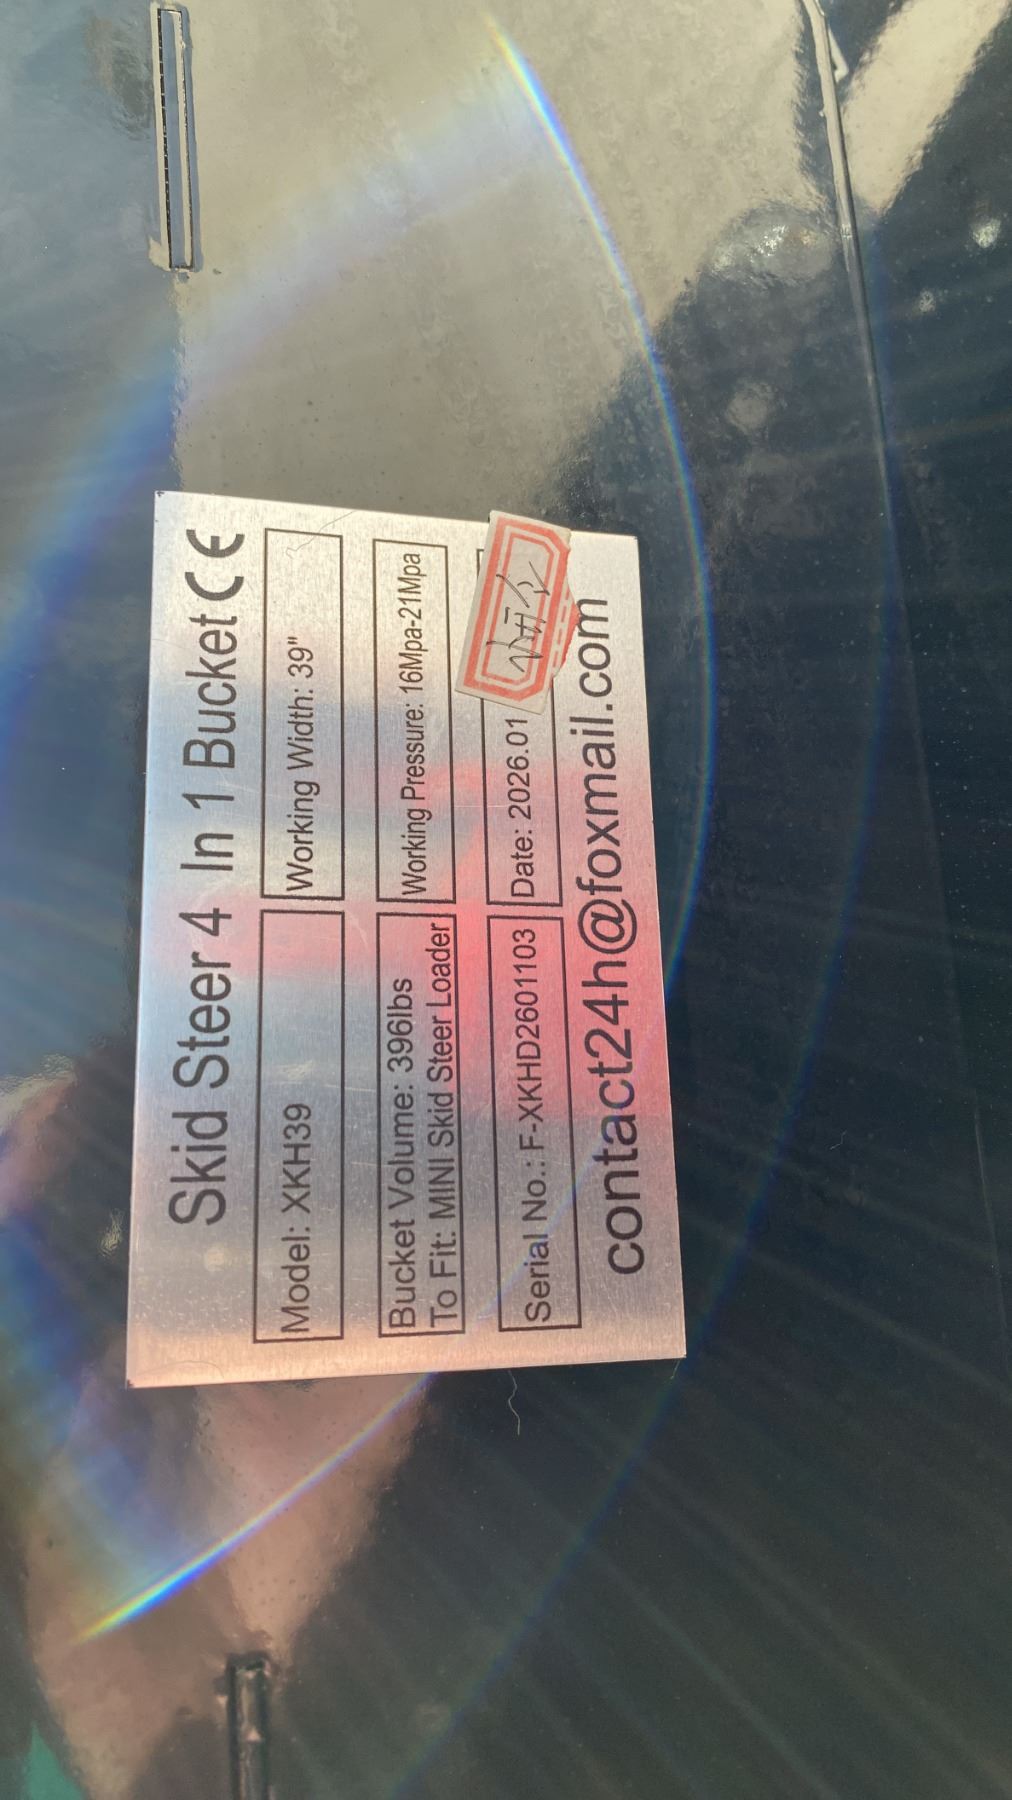 Skid Steer 4 In 1 Bucket CE
Model: XKH39
Working Width: 39"
Bucket Volume: 396lbs
To Fit: MINI Skid Steer Loader
Working Pressure: 16Mpa-21Mpa
Serial No.: F-XKHD2601103
Date: 2026.01
contact24h@foxmail.com